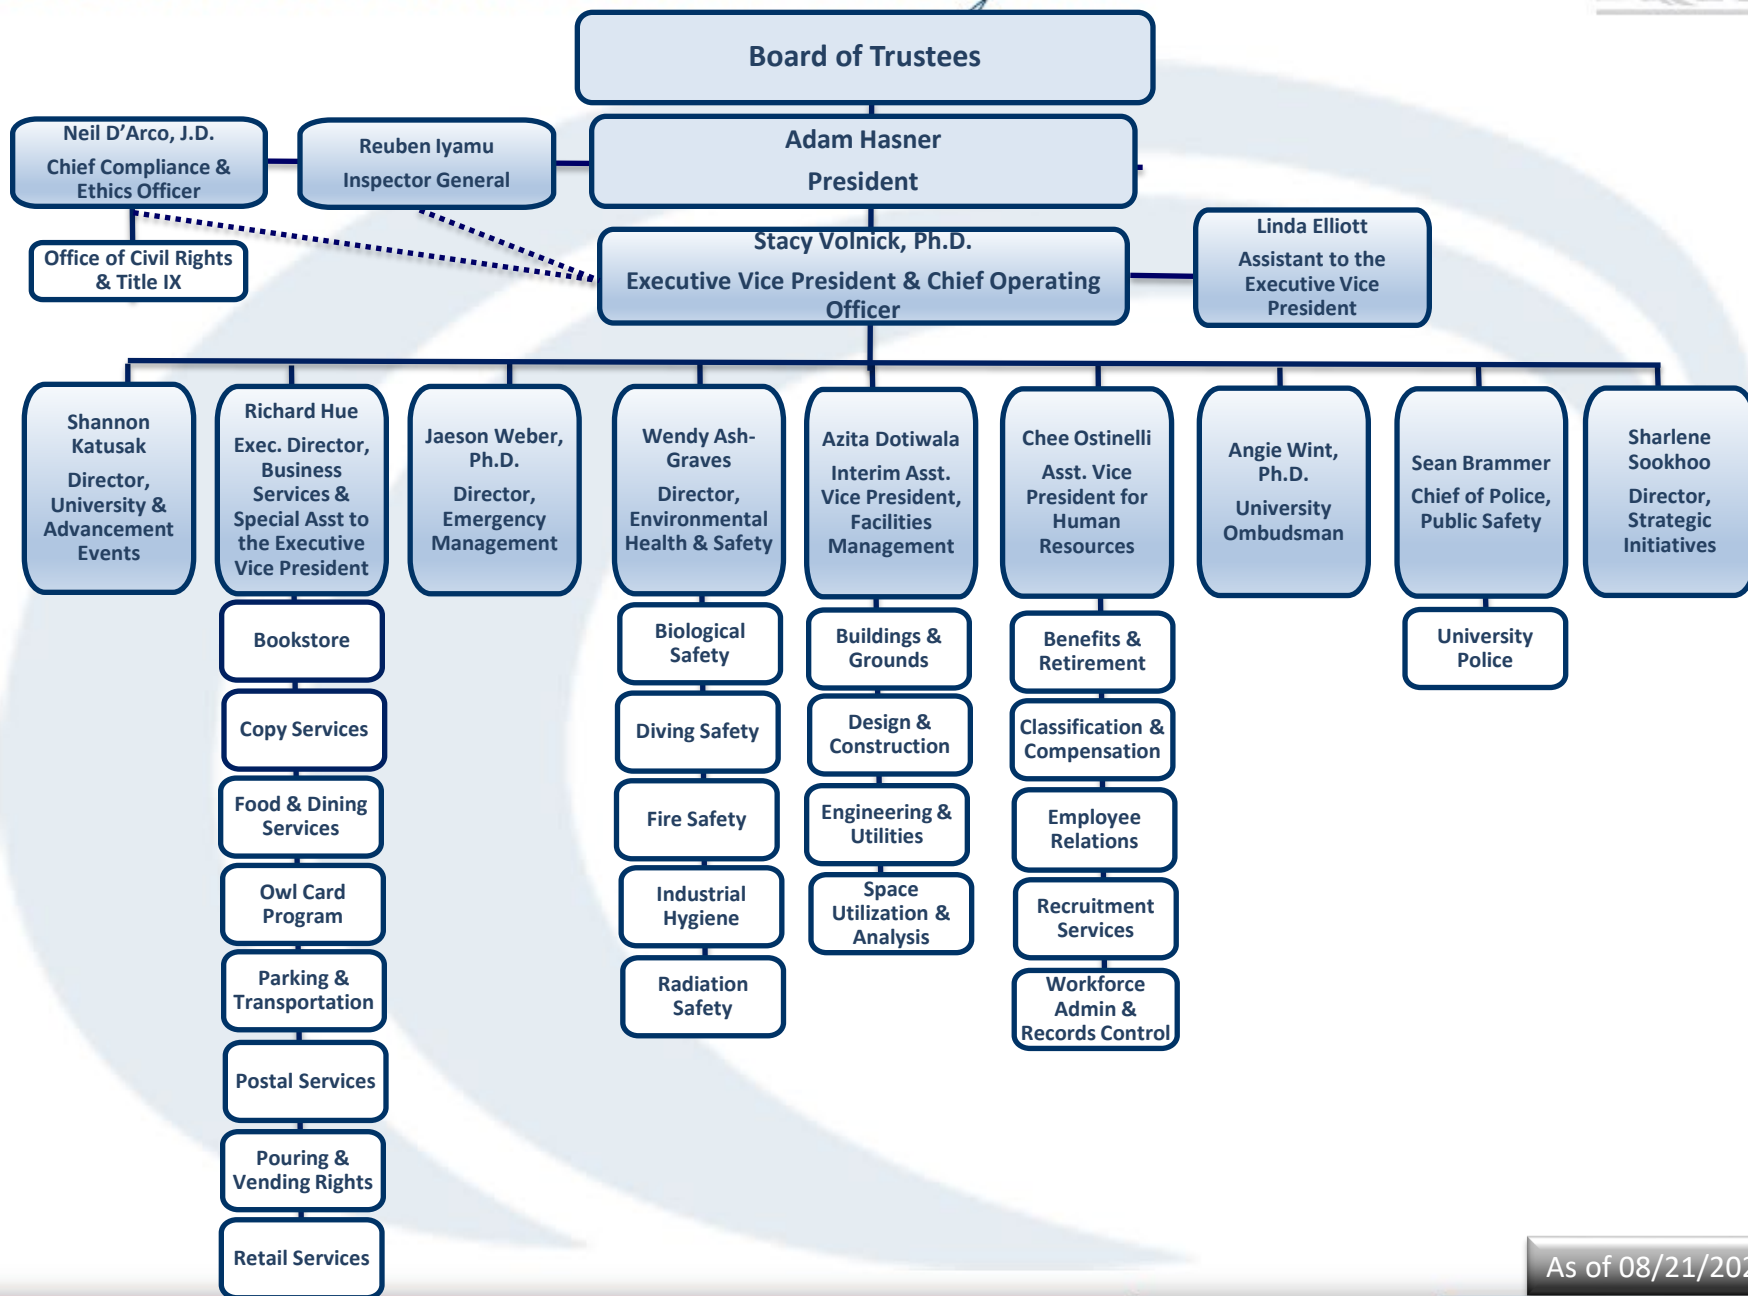 Board of Trustees
Neil D’Arco, J.D.
Chief Compliance &
Ethics Officer
Reuben Iyamu
Inspector General
Adam Hasner
President
Office of Civil Rights
& Title IX
Stacy Volnick, Ph.D.
Executive Vice President & Chief Operating
Officer
Linda Elliott
Assistant to the
Executive Vice
President
Shannon
Katusak
Director,
University &
Advancement
Events
Richard Hue
Exec. Director,
Business
Services &
Special Asst to
the Executive
Vice President
Jaeson Weber,
Ph.D.
Director,
Emergency
Management
Wendy Ash-
Graves
Director,
Environmental
Health & Safety
Azita Dotiwala
Interim Asst.
Vice President,
Facilities
Management
Chee Ostinelli
Asst. Vice
President for
Human
Resources
Angie Wint,
Ph.D.
University
Ombudsman
Sean Brammer
Chief of Police,
Public Safety
Sharlene
Sookhoo
Director,
Strategic
Initiatives
Bookstore
Copy Services
Food & Dining
Services
Owl Card
Program
Parking &
Transportation
Postal Services
Pouring &
Vending Rights
Retail Services
Biological
Safety
Diving Safety
Fire Safety
Industrial
Hygiene
Radiation
Safety
Buildings &
Grounds
Design &
Construction
Engineering &
Utilities
Space
Utilization &
Analysis
Benefits &
Retirement
Classification &
Compensation
Employee
Relations
Recruitment
Services
Workforce
Admin &
Records Control
University
Police
As of